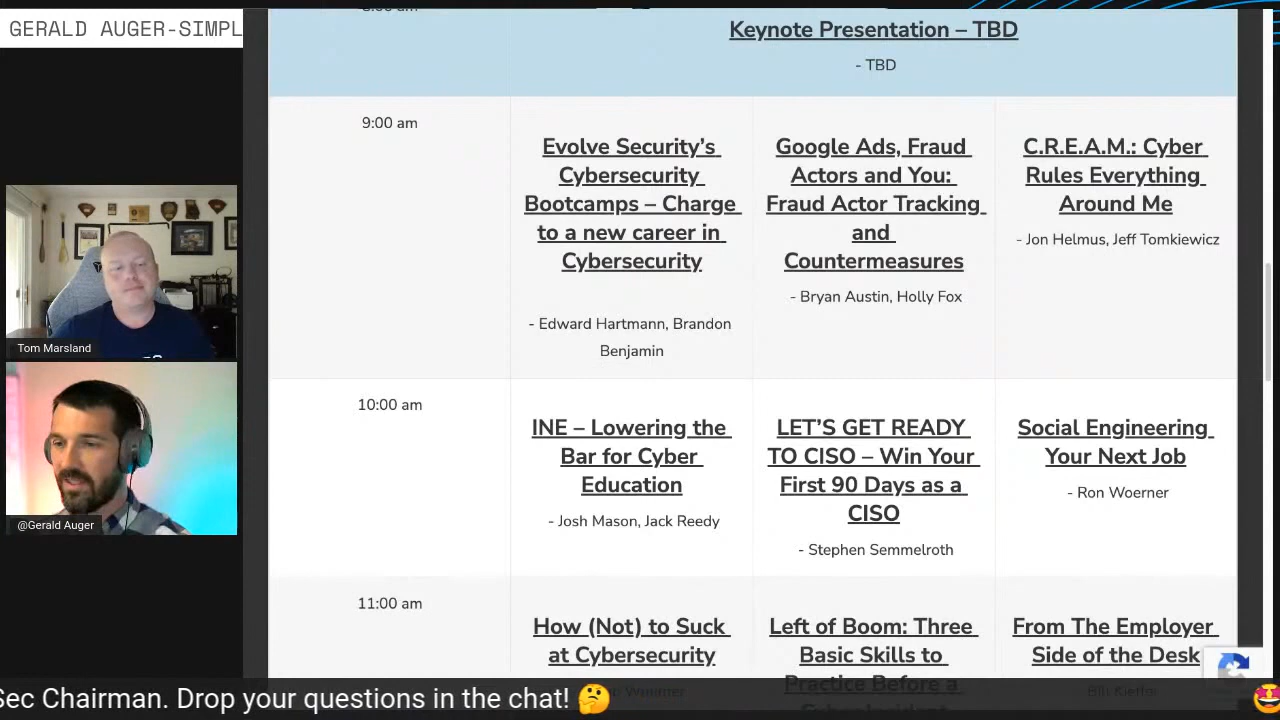 GERALD AUGER-SIMPL
Keynote Presentation – TBD
- TBD
9:00 am
Evolve Security’s
Cybersecurity
Bootcamps – Charge
to a new career in
Cybersecurity
- Edward Hartmann, Brandon
Benjamin
Google Ads, Fraud
Actors and You:
Fraud Actor Tracking
and
Countermeasures
- Bryan Austin, Holly Fox
C.R.E.A.M.: Cyber
Rules Everything
Around Me
- Jon Helmus, Jeff Tomkiewicz
10:00 am
INE – Lowering the
Bar for Cyber
Education
- Josh Mason, Jack Reedy
LET’S GET READY
TO CISO – Win Your
First 90 Days as a
CISO
- Stephen Semmelroth
Social Engineering
Your Next Job
- Ron Woerner
11:00 am
How (Not) to Suck
at Cybersecurity
Left of Boom: Three
Basic Skills to
Practice Before a
Cyber Incident
From The Employer
Side of the Desk
Tom Marsland
@Gerald Auger
Sec Chairman. Drop your questions in the chat! 🤔